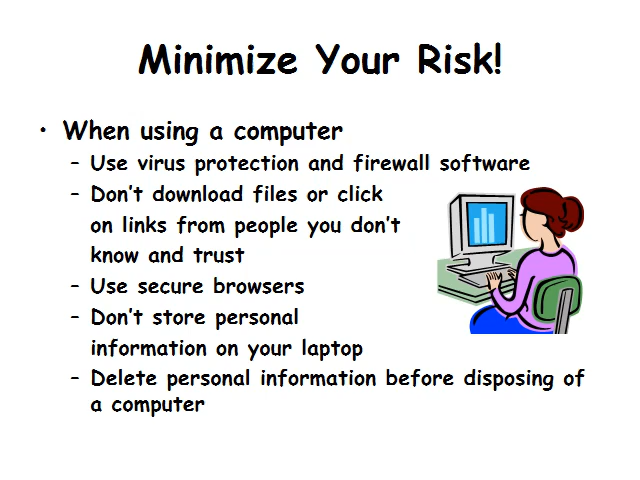 Minimize Your Risk!
• When using a computer
– Use virus protection and firewall software
– Don’t download files or click
on links from people you don’t
know and trust
– Use secure browsers
– Don’t store personal
information on your laptop
– Delete personal information before disposing of
a computer